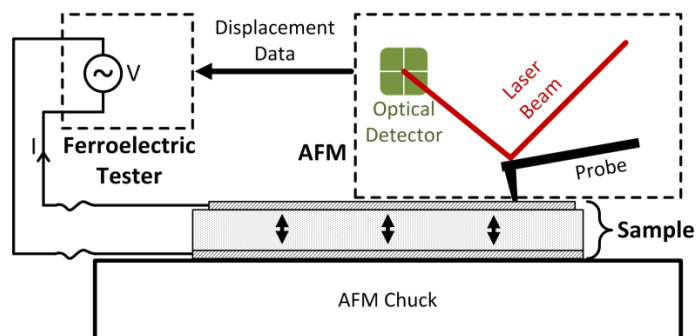 Displacement
Data
V
I
Ferroelectric
Tester
Optical
Detector
AFM
Laser
Beam
Probe
Sample
AFM Chuck